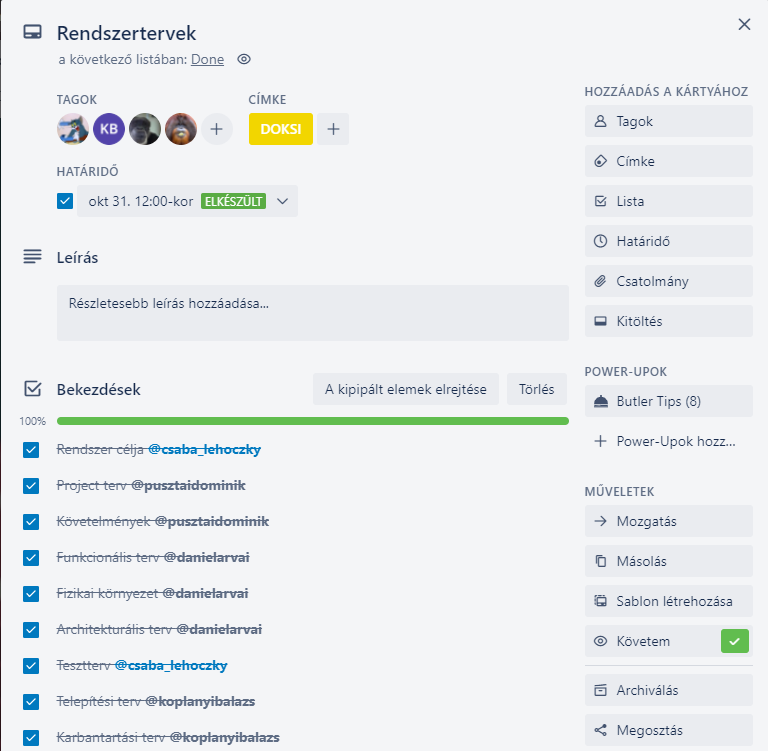 Rendszertervek
a következő listában: Done
TAGOK
CÍMKE
KB
DOKSI
HATÁRIDŐ
okt 31. 12:00-kor ELKÉSZÜLT
Leírás
Részletesebb leírás hozzáadása...
Bekezdések
A kipipált elemek elrejtése
Törlés
100%
Rendszer célja @csaba_lehoczky
Project terv @pusztaidominik
Követelmények @pusztaidominik
Funkcionális terv @danielarvai
Fizikai környezet @danielarvai
Architekturális terv @danielarvai
Tesztterv @csaba_lehoczky
Telepítési terv @koplanyibalazs
Karbantartási terv @koplanyibalazs
HOZZÁADÁS A KÁRTYÁHOZ
Tagok
Címke
Lista
Határidő
Csatolmány
Kitöltés
POWER-UPOK
Butler Tips (8)
Power-Upok hozz...
MŰVELETEK
Mozgatás
Másolás
Sablon létrehozása
Követem
Archiválás
Megosztás